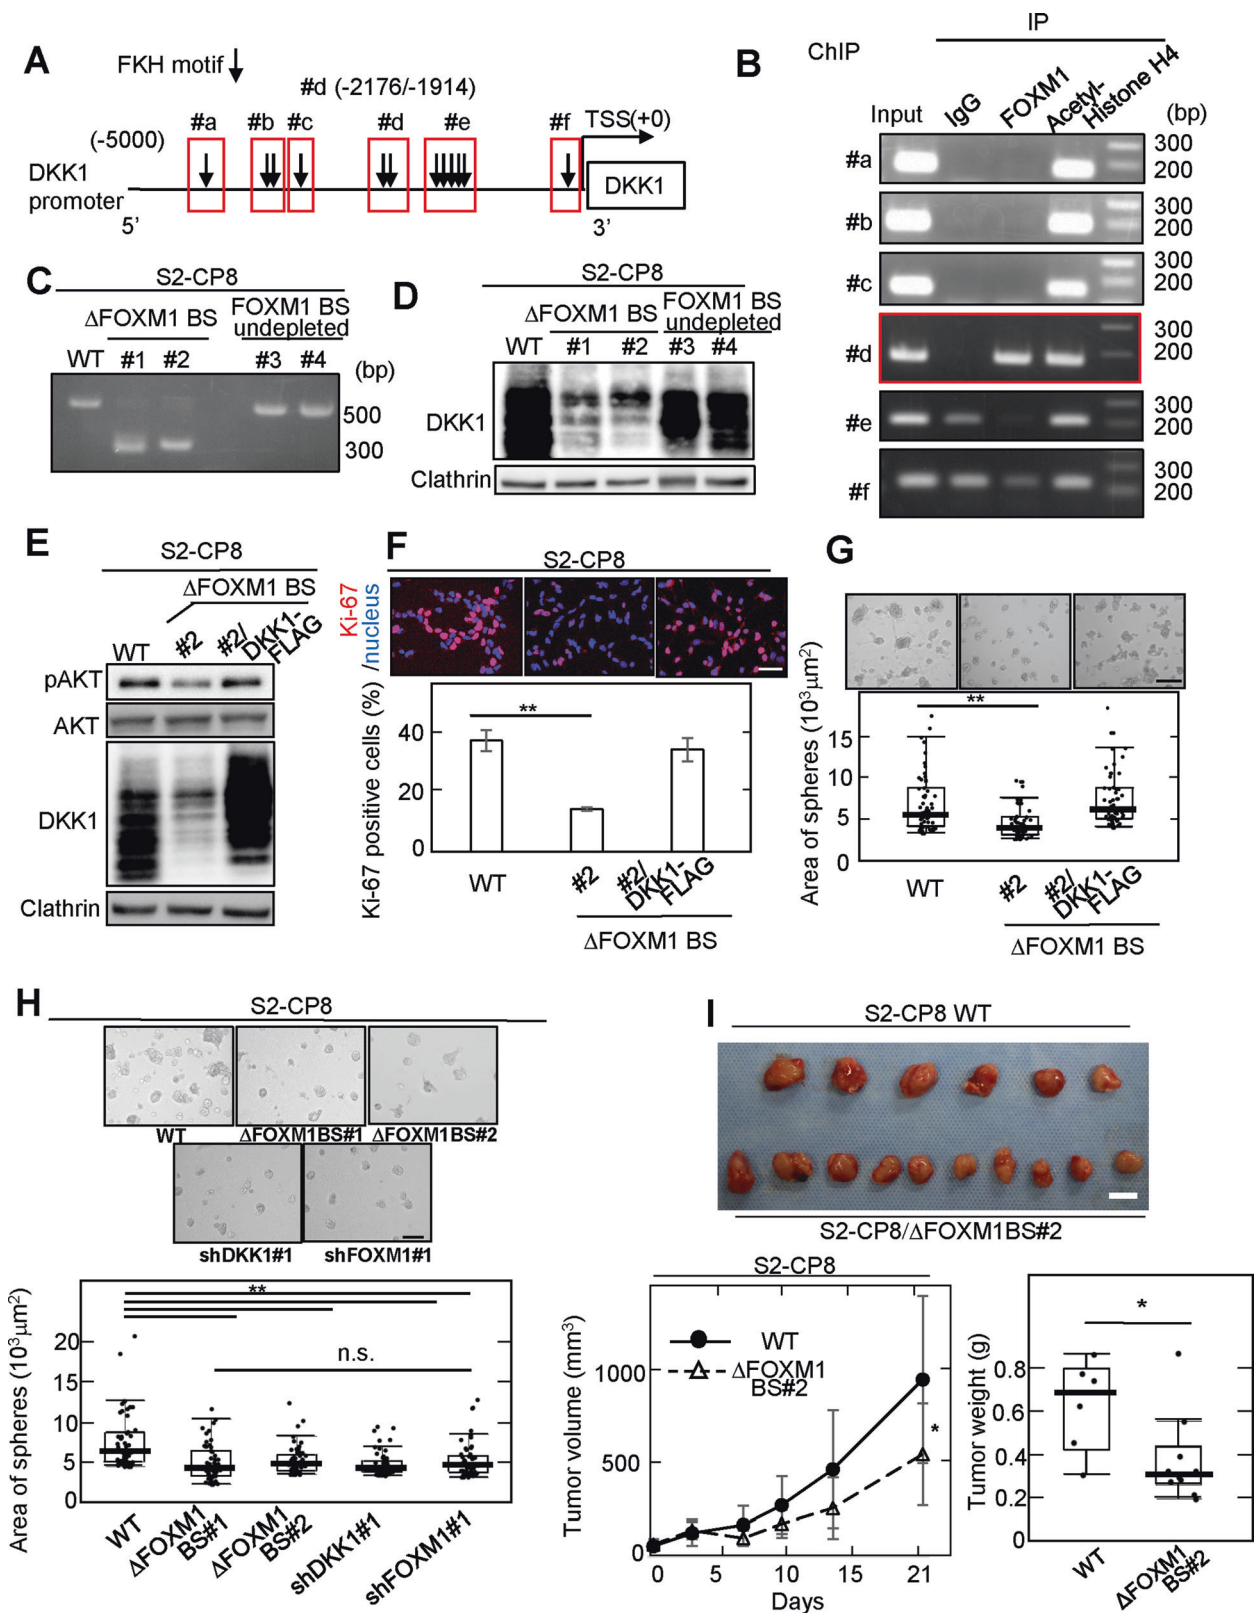 A
FKH motif
#d (-2176/-1914)
#a #b #c #d #e #f TSS(+0)
(-5000)
DKK1
promoter
DKK1
5’ 3’
B
ChIP
IP
Input IgG FOXM1 Acetyl-Histone H4 (bp)
#a 300
200
#b 300
200
#c 300
200
#d 300
200
#e 300
200
#f 300
200
C
S2-CP8
ΔFOXM1 BS FOXM1 BS
undepleted
WT #1 #2 #3 #4 (bp)
500
300
D
S2-CP8
ΔFOXM1 BS FOXM1 BS
undepleted
WT #1 #2 #3 #4
DKK1
Clathrin
E
S2-CP8
ΔFOXM1 BS
WT #2 #2/DKK1-FLAG
pAKT
AKT
DKK1
Clathrin
F
S2-CP8
Ki-67
/nucleus
Ki-67 positive cells (%)
**
40
20
0
WT #2 #2/DKK1-FLAG
ΔFOXM1 BS
G
Area of spheres (10³μm²)
**
15
10
5
0
WT #2 #2/DKK1-FLAG
ΔFOXM1 BS
H
S2-CP8
WT ΔFOXM1BS#1 ΔFOXM1BS#2
shDKK1#1 shFOXM1#1
Area of spheres (10³μm²)
**
n.s.
20
15
10
5
0
WT ΔFOXM1 BS#1 ΔFOXM1 BS#2 shDKK1#1 shFOXM1#1
I
S2-CP8 WT
S2-CP8/ΔFOXM1BS#2
S2-CP8
Tumor volume (mm³)
WT
ΔFOXM1
BS#2
1000
500
0
*
0 5 10 15 21
Days
Tumor weight (g)
*
0.8
0.6
0.4
0.2
0
WT ΔFOXM1 BS#2